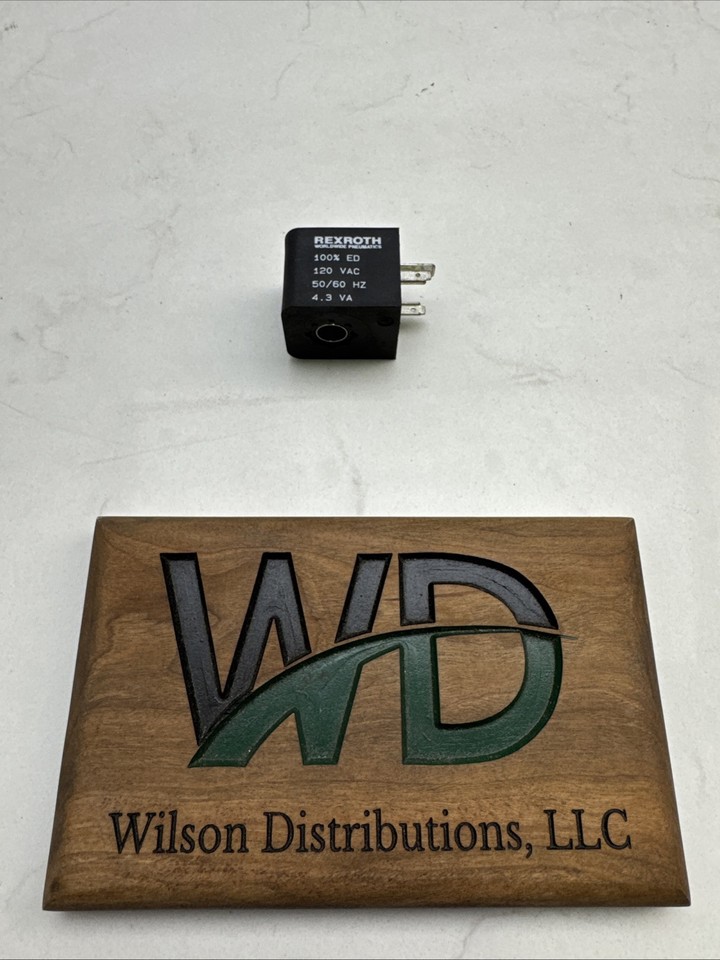 REXROTH
WORLDWIDE PNEUMATICS
100% ED
120 VAC
50/60 HZ
4.3 VA
WD
Wilson Distributions, LLC